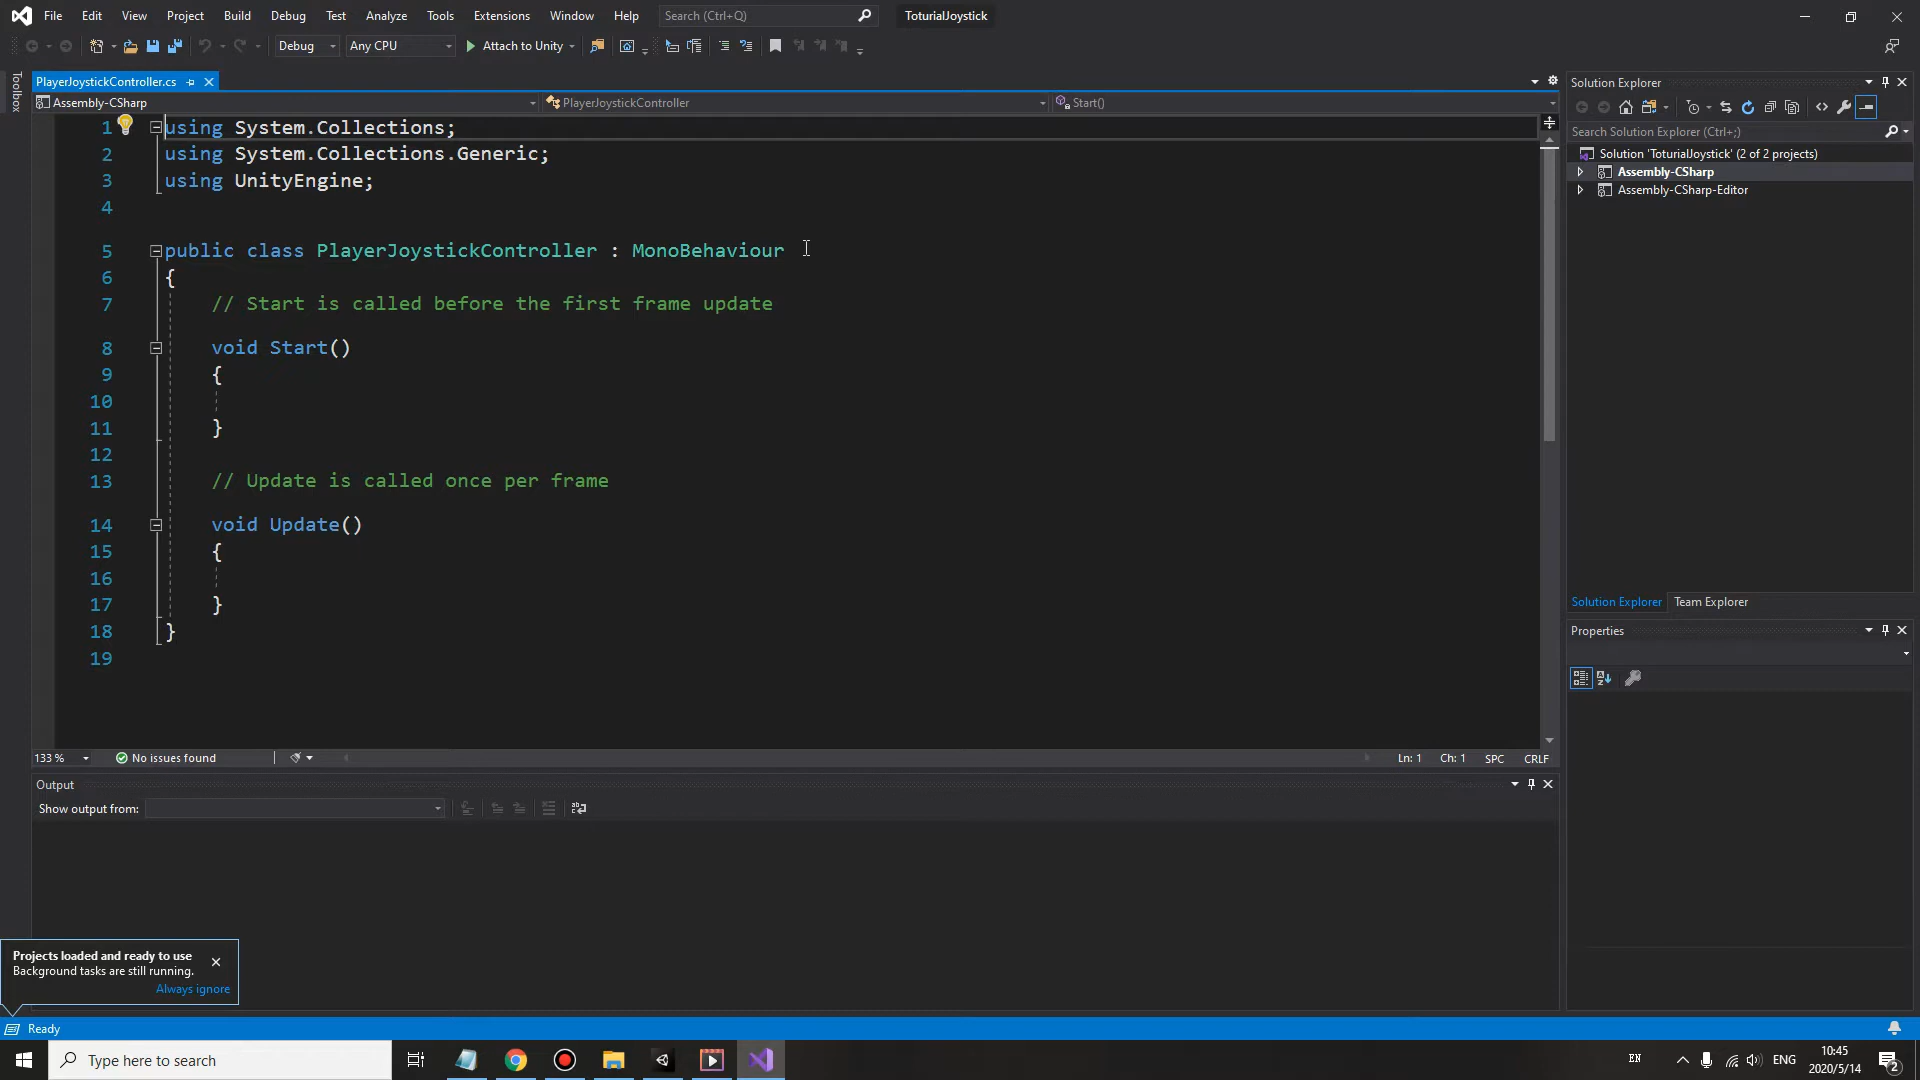 File Edit View Project Build Debug Test Analyze Tools Extensions Window Help Search (Ctrl+Q) ToturialJoystick
Debug Any CPU Attach to Unity
Toolbox
PlayerJoystickController.cs
Assembly-CSharp PlayerJoystickController Start()
1 using System.Collections;
2 using System.Collections.Generic;
3 using UnityEngine;
4
5 public class PlayerJoystickController : MonoBehaviour
6 {
7 // Start is called before the first frame update
8 void Start()
9 {
10
11 }
12
13 // Update is called once per frame
14 void Update()
15 {
16
17 }
18 }
19
133 % No issues found Ln: 1 Ch: 1 SPC CRLF
Output
Show output from:
Solution Explorer
Search Solution Explorer (Ctrl+;)
Solution 'ToturialJoystick' (2 of 2 projects)
Assembly-CSharp
Assembly-CSharp-Editor
Solution Explorer Team Explorer
Properties
Projects loaded and ready to use
Background tasks are still running.
Always ignore
Ready
Type here to search
EN ENG
10:45
2020/5/14
2